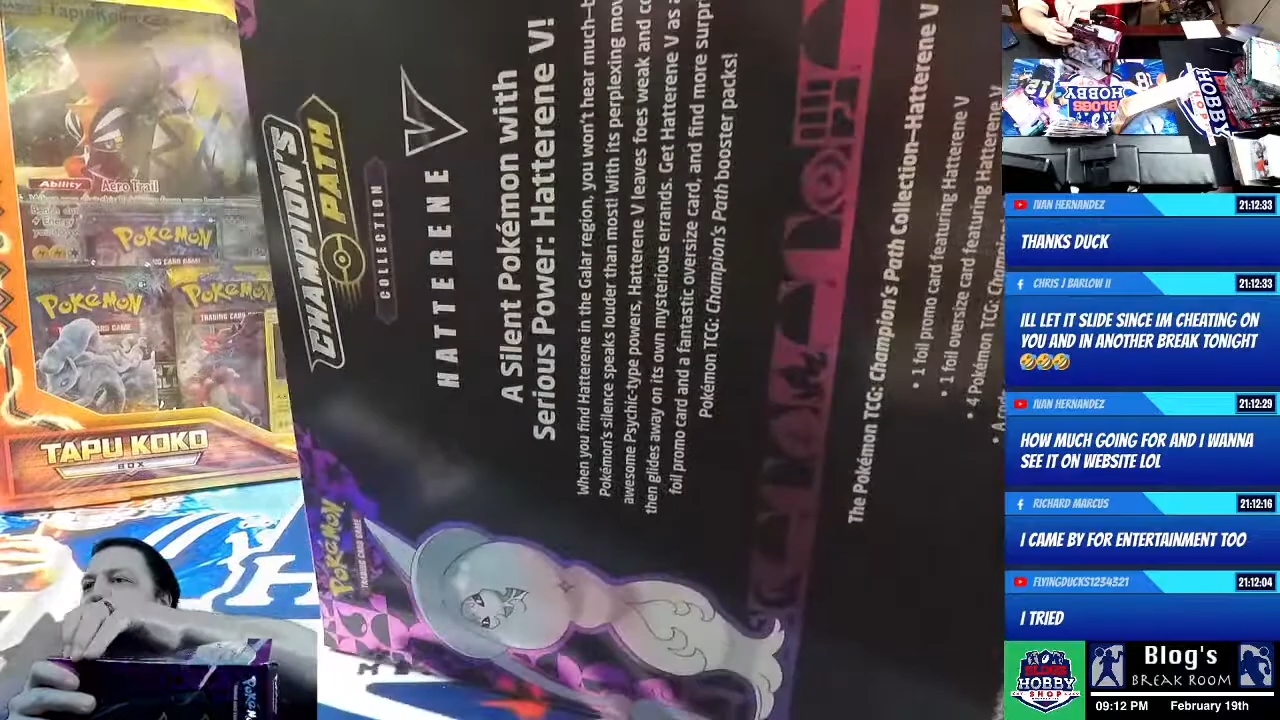 Ability Aero Trail
POKÉMON
POKÉMON
POKÉMON
TAPU KOKO
BOX
CHAMPION'S
PATH
COLLECTION
HATTERENE V
A Silent Pokémon with
Serious Power: Hatterene V!
When you find Hatterene in the Galar region, you won't hear much—b
Pokémon's silence speaks louder than most! With its perplexing mov
awesome Psychic-type powers, Hatterene V leaves foes weak and co
then glides away on its own mysterious errands. Get Hatterene V as a
foil promo card and a fantastic oversize card, and find more surpr
Pokémon TCG: Champion's Path booster packs!
The Pokémon TCG: Champion's Path Collection—Hatterene V
• 1 foil promo card featuring Hatterene V
• 1 foil oversize card featuring Hatterene V
• 4 Pokémon TCG:
POKÉMON
TRADING CARD GAME
BLOGS
HOBBY
HOBBY
IVAN HERNANDEZ 21:12:33
THANKS DUCK
CHRIS J BARLOW II 21:12:33
ILL LET IT SLIDE SINCE IM CHEATING ON
YOU AND IN ANOTHER BREAK TONIGHT
🤣🤣🤣
IVAN HERNANDEZ 21:12:29
HOW MUCH GOING FOR AND I WANNA
SEE IT ON WEBSITE LOL
RICHARD MARCUS 21:12:16
I CAME BY FOR ENTERTAINMENT TOO
FLYINGDUCKS1234321 21:12:04
I TRIED
BLOGS
HOBBY
SHOP
Blog's
BREAK ROOM
09:12 PM February 19th